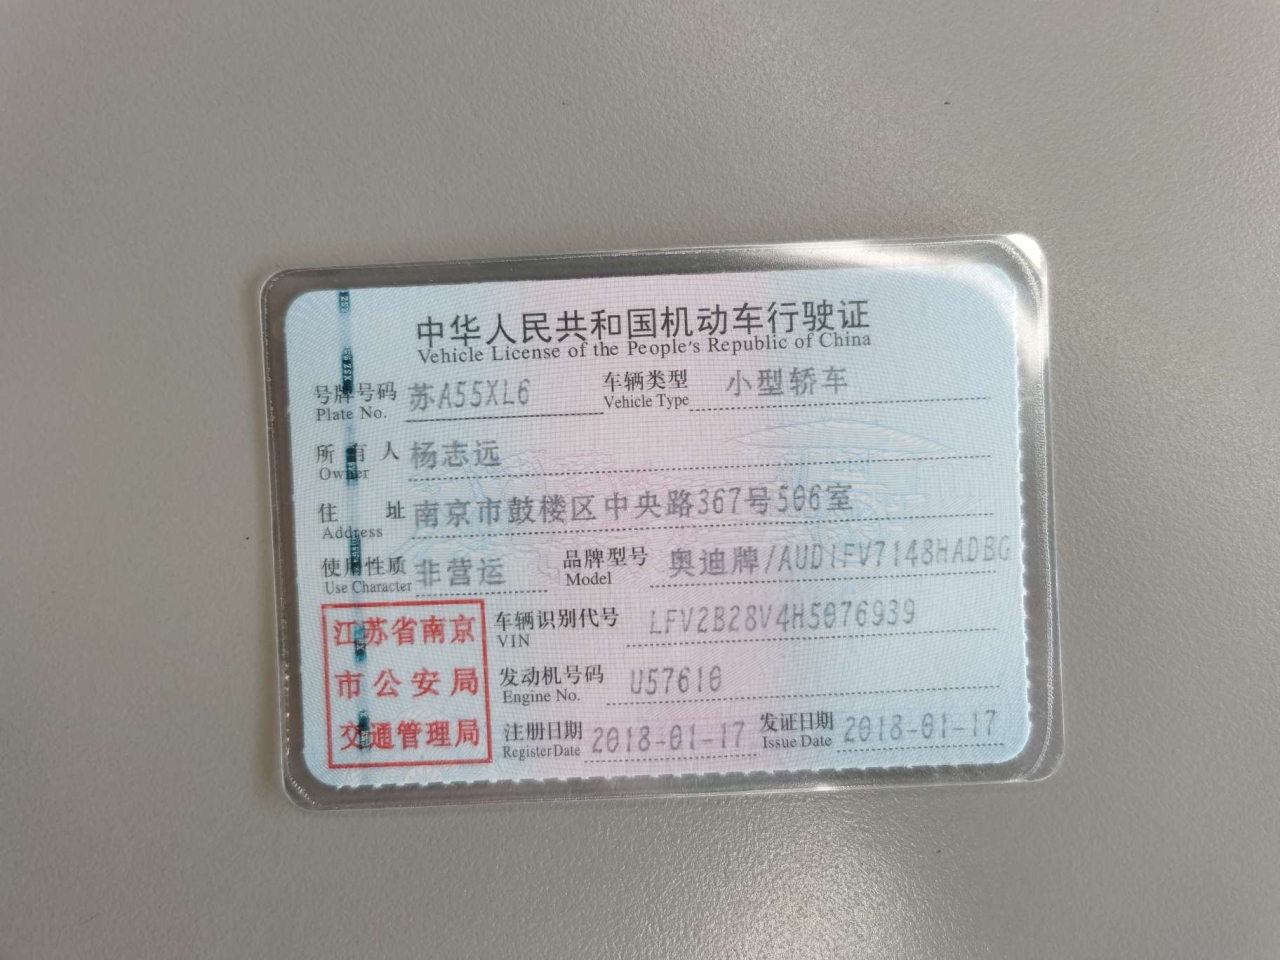 中华人民共和国机动车行驶证
Vehicle License of the People's Republic of China
号牌号码 苏A55XL6 车辆类型 小型轿车
Plate No. Vehicle Type
所有人 杨志远
Owner
住址 南京市鼓楼区中央路367号506室
Address
使用性质 非营运 品牌型号 奥迪牌/AUDIFV7148HADBG
Use Character Model
车辆识别代号 LFV2B28V4H5076939
VIN
发动机号码 U57610
Engine No.
注册日期 2018-01-17 发证日期 2018-01-17
Register Date Issue Date
江苏省南京
市公安局
交通管理局